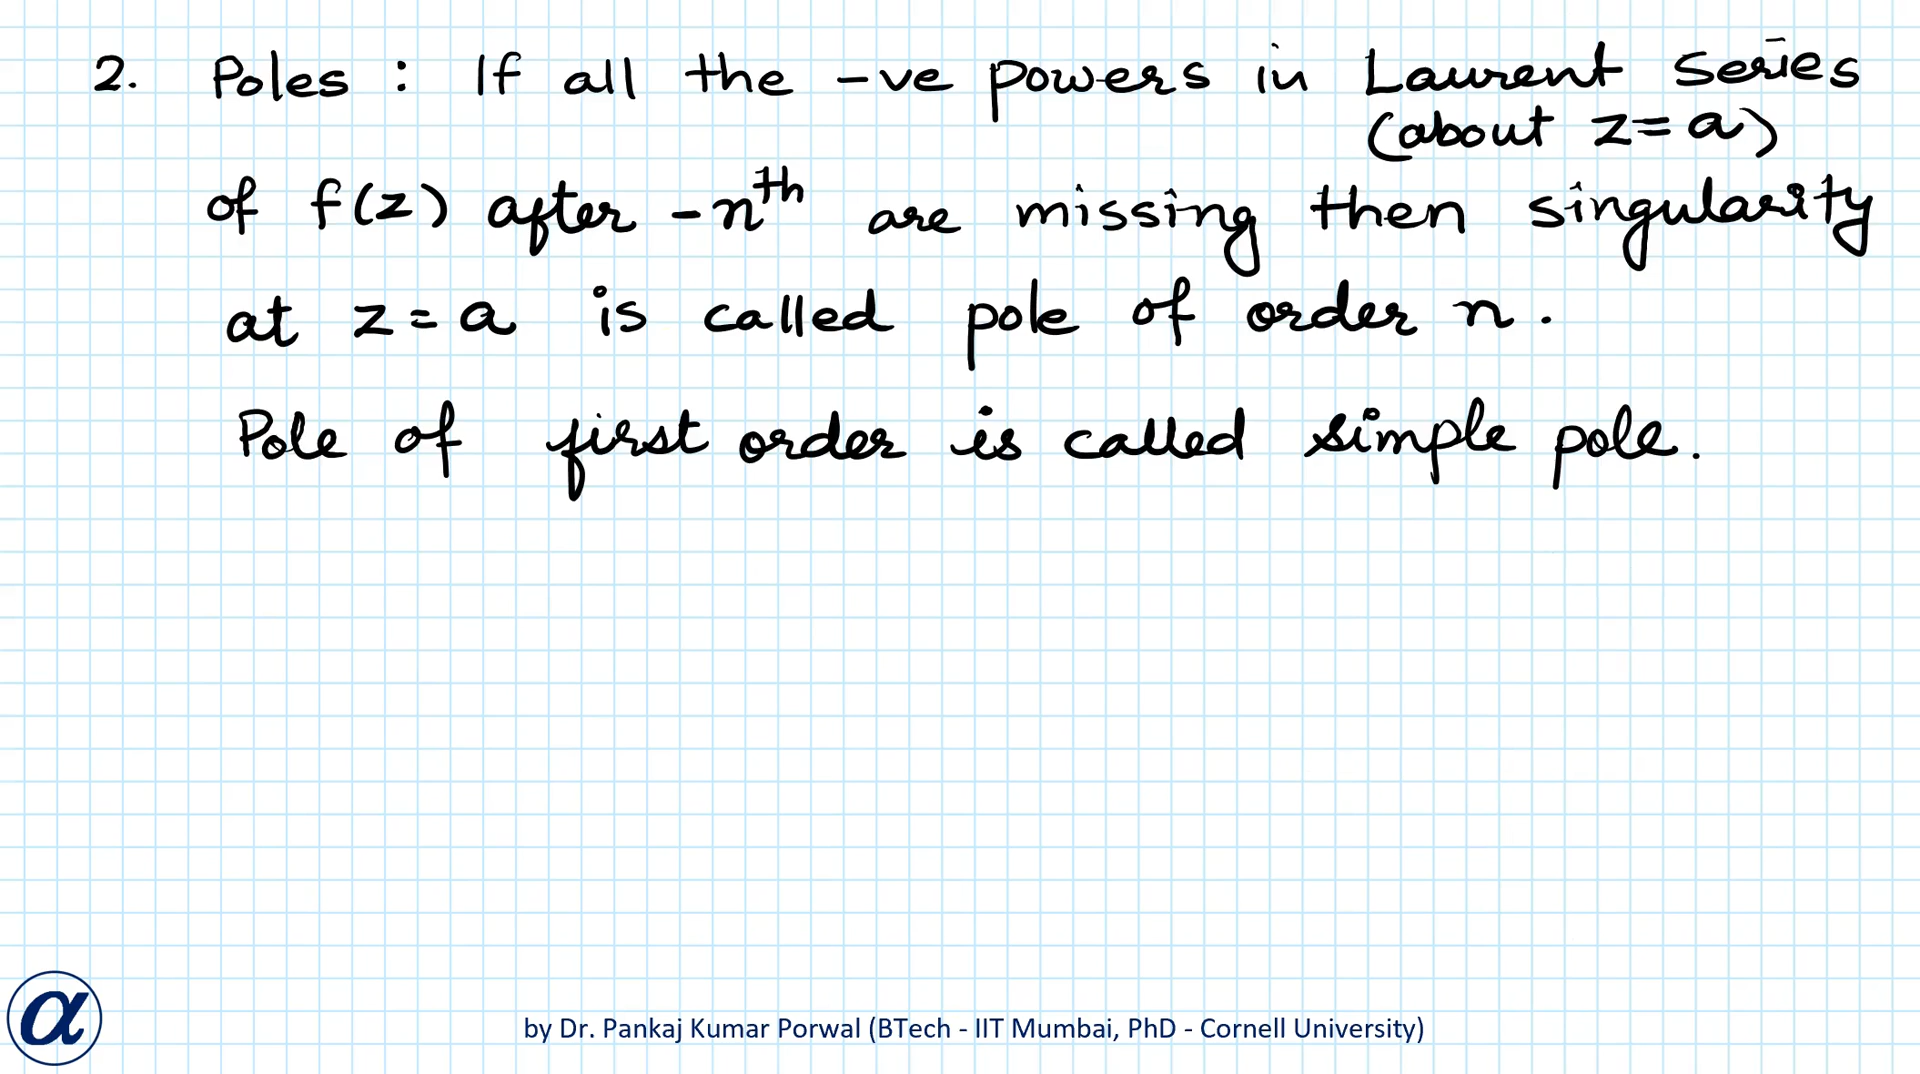 2. Poles : If all the -ve powers in Laurent series
(about z=a)
of f(z) after -nᵗʰ are missing then singularity
at z=a is called pole of order n.
Pole of first order is called simple pole.
α
by Dr. Pankaj Kumar Porwal (BTech - IIT Mumbai, PhD - Cornell University)